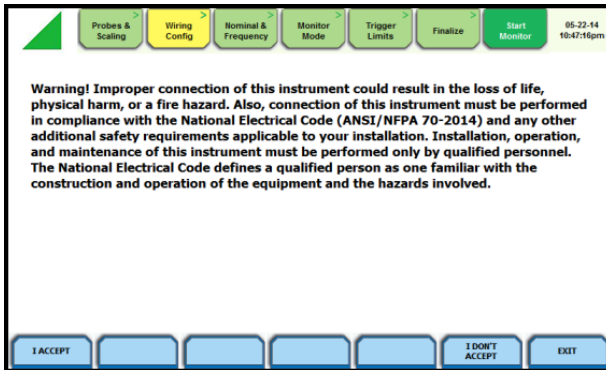 Probes & Scaling
Wiring Config
Nominal & Frequency
Monitor Mode
Trigger Limits
Finalize
Start Monitor
05-22-14
10:47:16pm
Warning! Improper connection of this instrument could result in the loss of life,
physical harm, or a fire hazard. Also, connection of this instrument must be performed
in compliance with the National Electrical Code (ANSI/NFPA 70-2014) and any other
additional safety requirements applicable to your installation. Installation, operation,
and maintenance of this instrument must be performed only by qualified personnel.
The National Electrical Code defines a qualified person as one familiar with the
construction and operation of the equipment and the hazards involved.
I ACCEPT
I DON'T
ACCEPT
EXIT